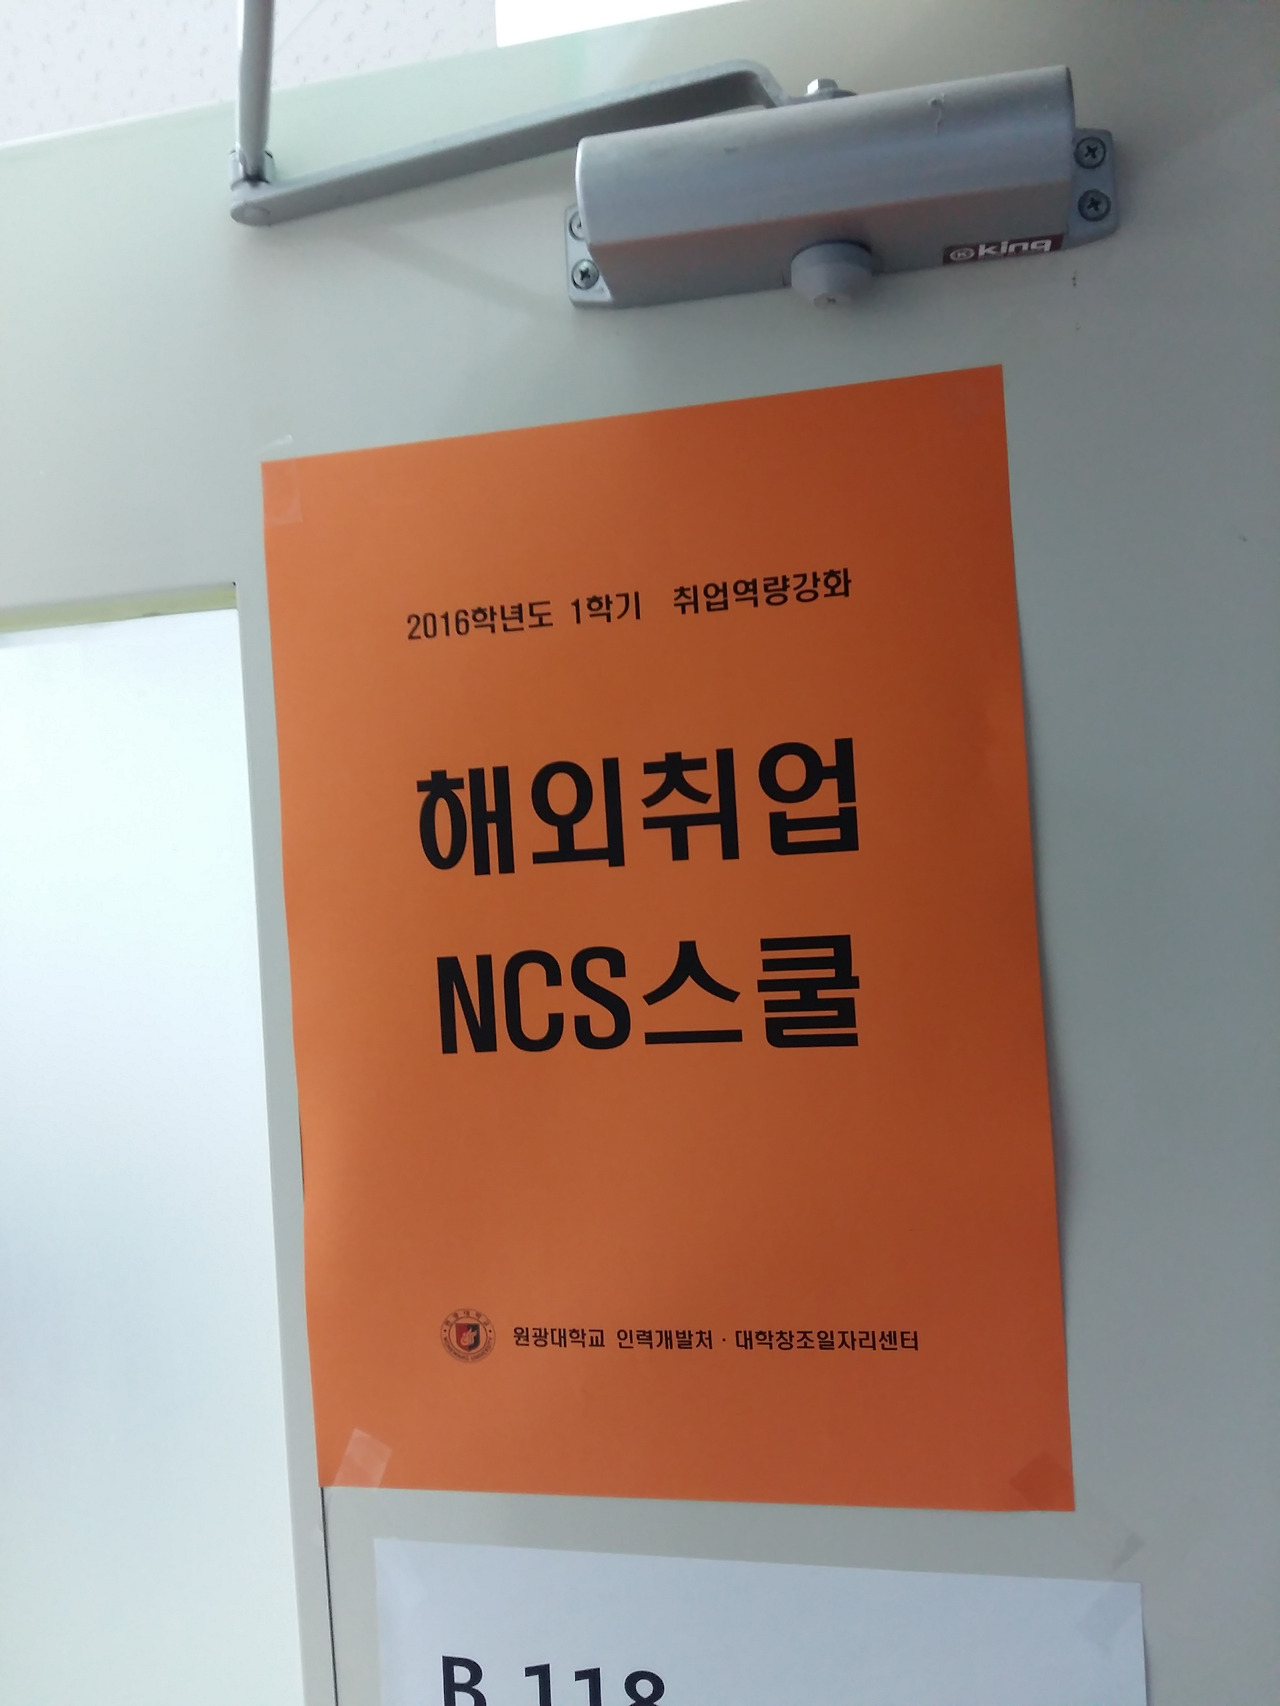 king
2016학년도 1학기 취업역량강화
해외취업
NCS스쿨
원광대학교 인력개발처·대학창조일자리센터
B 118